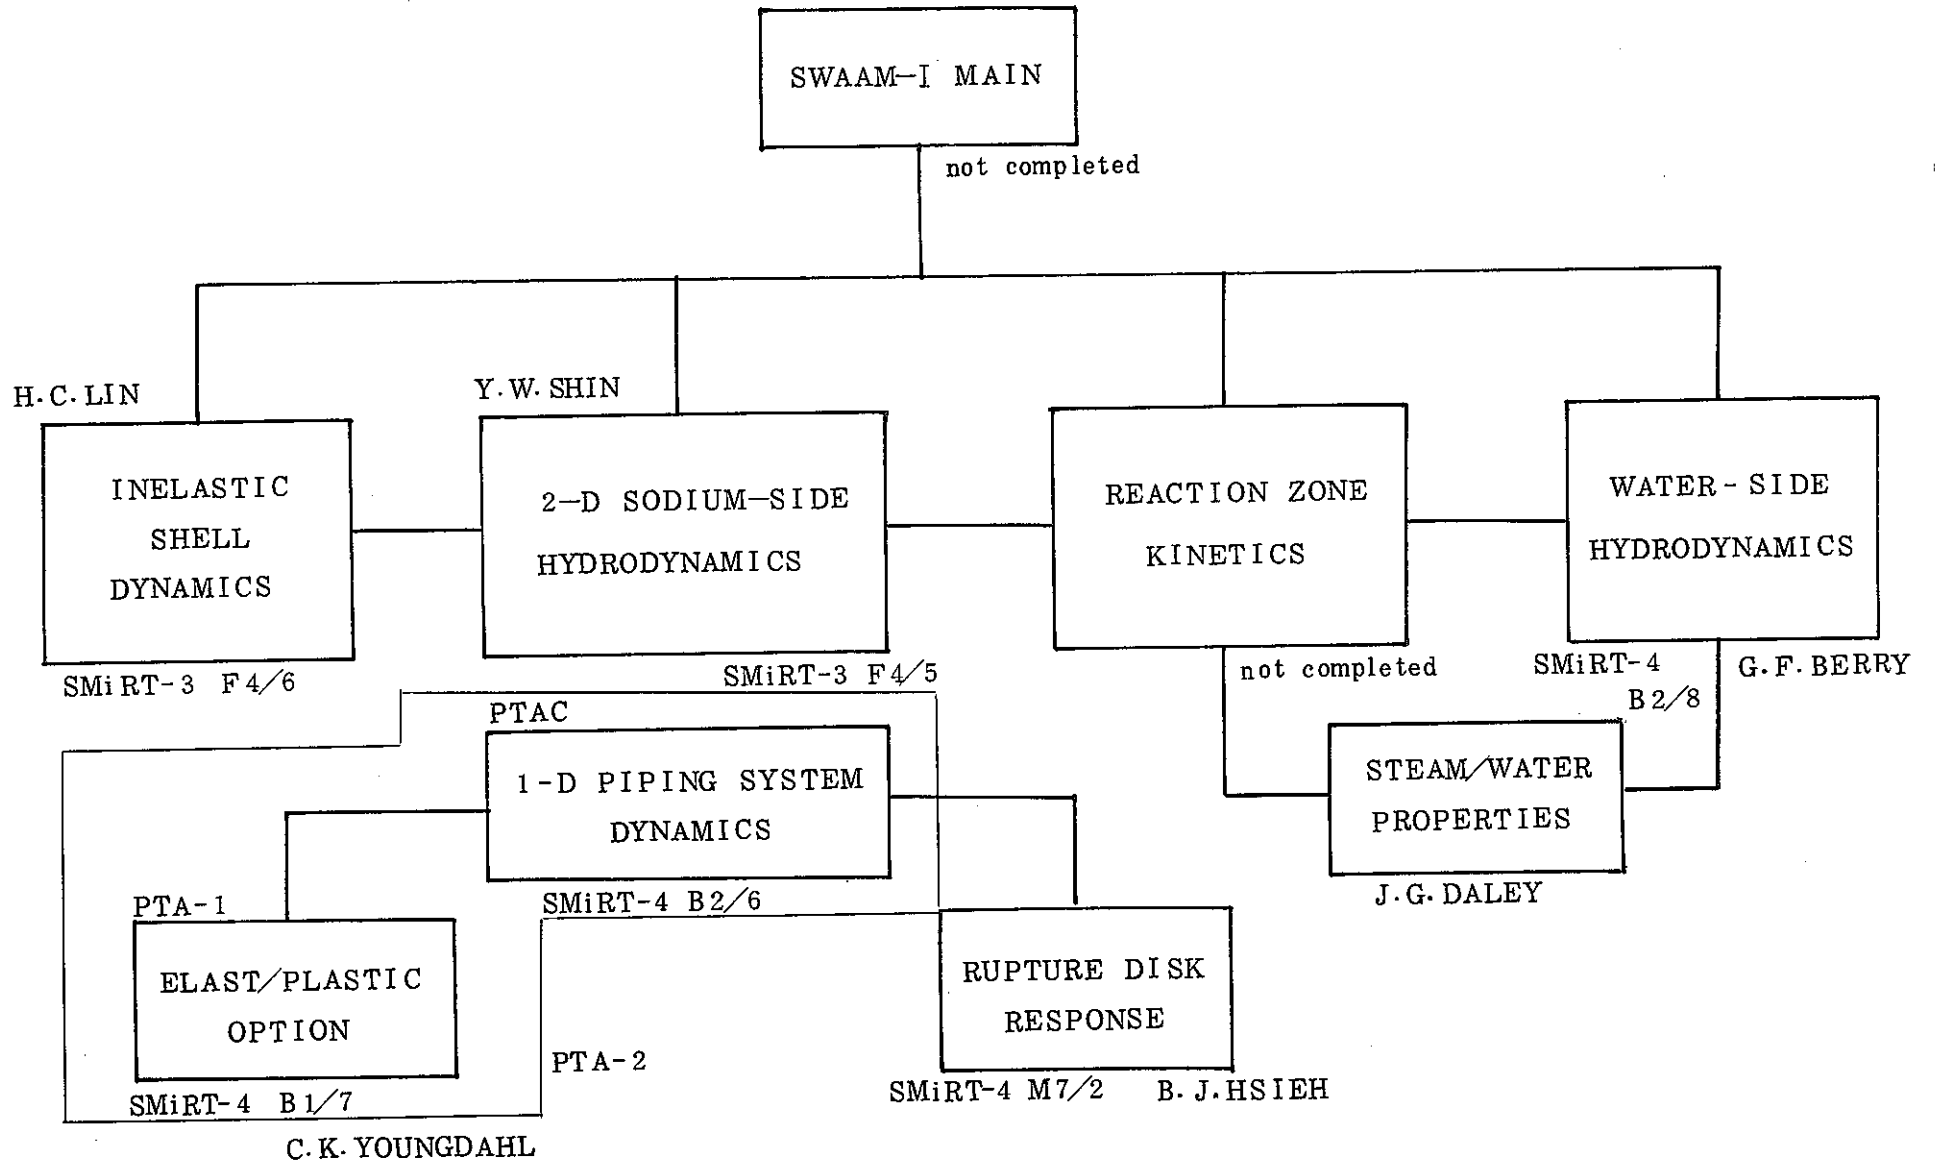 SWAAM-I MAIN
not completed
H.C.LIN
INELASTIC
SHELL
DYNAMICS
SMiRT-3 F4/6
Y.W.SHIN
2-D SODIUM-SIDE
HYDRODYNAMICS
SMiRT-3 F4/5
REACTION ZONE
KINETICS
not completed
WATER-SIDE
HYDRODYNAMICS
SMiRT-4
B2/8
G.F.BERRY
STEAM/WATER
PROPERTIES
J.G.DALEY
PTAC
1-D PIPING SYSTEM
DYNAMICS
SMiRT-4 B2/6
PTA-1
ELAST/PLASTIC
OPTION
SMiRT-4 B1/7
C.K.YOUNGDAHL
PTA-2
RUPTURE DISK
RESPONSE
SMiRT-4 M7/2
B.J.HSIEH